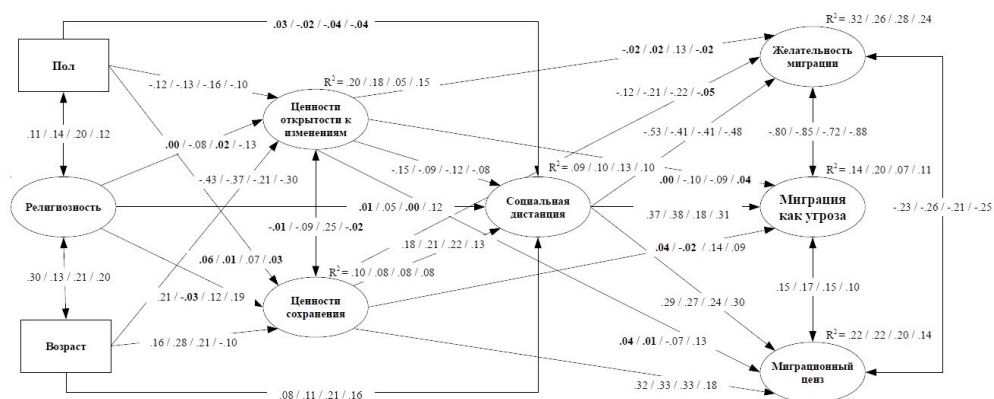 .03 / -.02 / -.04 / -.04
R² = .32 / .26 / .28 / .24
Пол
Желательность
миграции
-.02 / .02 / .13 / -.02
-.12 / -.13 / -.16 / -.10
R² = .20 / .18 / .05 / .15
Ценности
открытости к
изменениям
-.12 / -.21 / -.22 / -.05
.11 / .14 / .20 / .12
.00 / -.08 / .02 / -.13
-.53 / -.41 / -.41 / -.48
-.80 / -.85 / -.72 / -.88
-.15 / -.09 / -.12 / -.08
R² = .09 / .10 / .13 / .10
R² = .14 / .20 / .07 / .11
-.43 / -.37 / -.21 / -.30
.00 / -.10 / -.09 / .04
Религиозность
.01 / .05 / .00 / .12
Социальная
дистанция
Миграция
как угроза
-.23 / -.26 / -.21 / -.25
.37 / .38 / .18 / .31
-.01 / -.09 / .25 / -.02
.18 / .21 / .22 / .13
.04 / -.02 / .14 / .09
.06 / .01 / .07 / .03
R² = .10 / .08 / .08 / .08
.30 / .13 / .21 / .20
.21 / -.03 / .12 / .19
Ценности
сохранения
.29 / .27 / .24 / .30
.15 / .17 / .15 / .10
Возраст
.16 / .28 / .21 / -.10
.04 / .01 / -.07 / .13
R² = .22 / .22 / .20 / .14
Миграционный
ценз
.32 / .33 / .33 / .18
.08 / .11 / .21 / .16